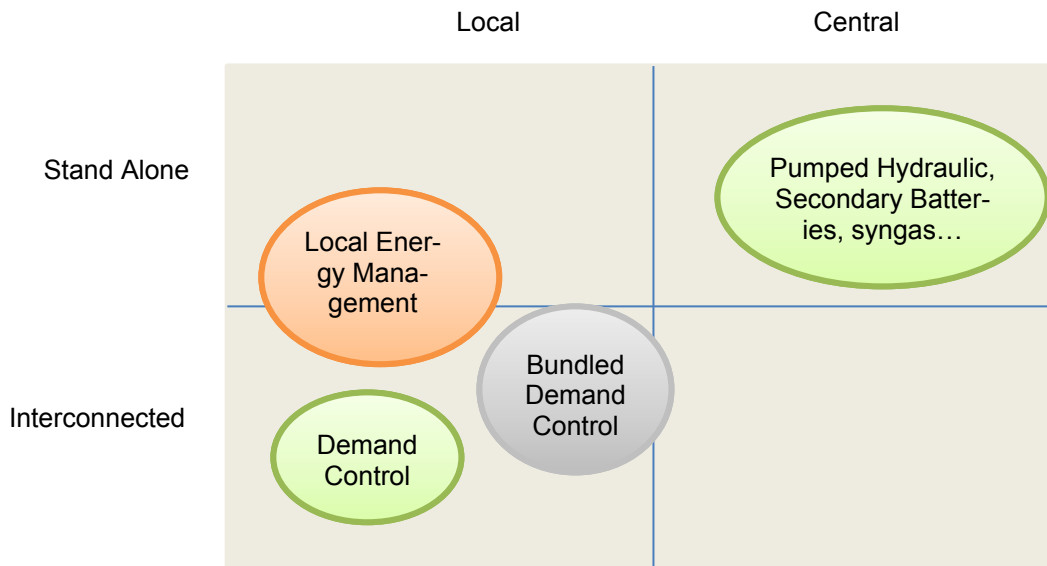 Local
Central
Stand Alone
Pumped Hydraulic,
Secondary Batter-
ies, syngas…
Local Ener-
gy Mana-
gement
Interconnected
Bundled
Demand
Control
Demand
Control